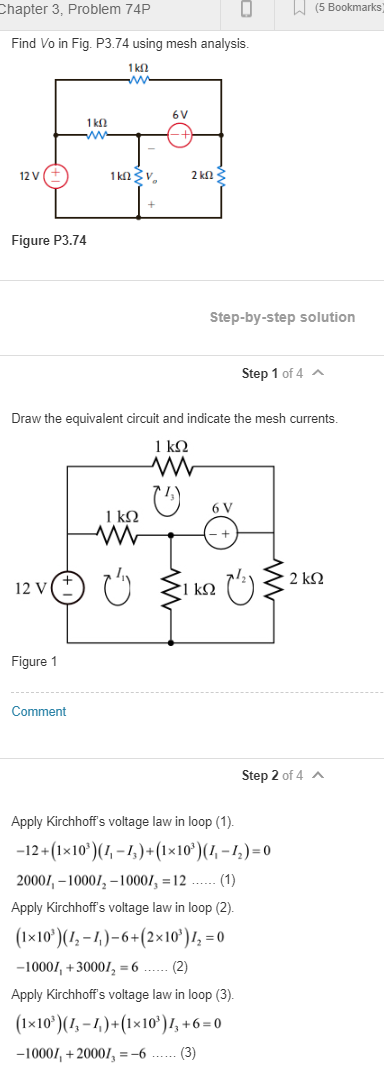 Chapter 3, Problem 74P
(5 Bookmarks)
Find Vo in Fig. P3.74 using mesh analysis.
1 kΩ
6 V
1 kΩ
−
− +
12 V
+
−
1 kΩ
Vo
2 kΩ
+
Figure P3.74
Step-by-step solution
Step 1 of 4
Draw the equivalent circuit and indicate the mesh currents.
1 kΩ
I₃
6 V
1 kΩ
− +
12 V
+
−
I₁
1 kΩ
I₂
2 kΩ
Figure 1
Comment
Step 2 of 4
Apply Kirchhoff's voltage law in loop (1).
−12+(1×10³)(I₁−I₃)+(1×10³)(I₁−I₂)=0
2000I₁−1000I₂−1000I₃=12 ...... (1)
Apply Kirchhoff's voltage law in loop (2).
(1×10³)(I₂−I₁)−6+(2×10³)I₂=0
−1000I₁+3000I₂=6 ...... (2)
Apply Kirchhoff's voltage law in loop (3).
(1×10³)(I₃−I₁)+(1×10³)I₃+6=0
−1000I₁+2000I₃=−6 ...... (3)